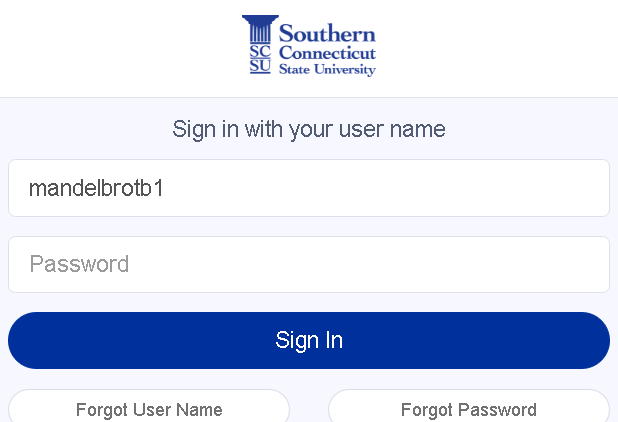 Southern
SC Connecticut
SU State University
Sign in with your user name
mandelbrotb1
Password
Sign In
Forgot User Name Forgot Password